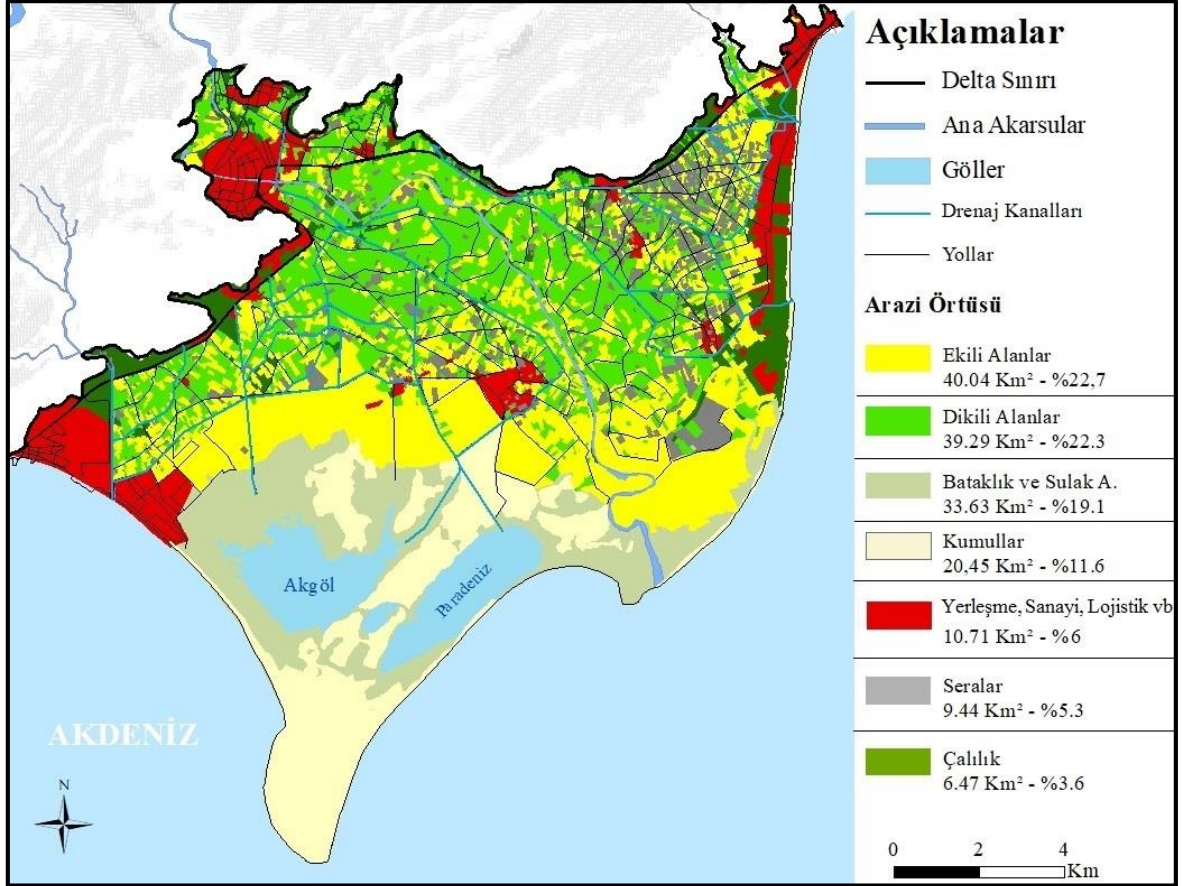 Açıklamalar
Delta Sınırı
Ana Akarsular
Göller
Drenaj Kanalları
Yollar
Arazi Örtüsü
Ekili Alanlar
40.04 Km² - %22,7
Dikili Alanlar
39.29 Km² - %22.3
Bataklık ve Sulak A.
33.63 Km² - %19.1
Kumullar
20,45 Km² - %11.6
Yerleşme, Sanayi, Lojistik vb
10.71 Km² - %6
Seralar
9.44 Km² - %5.3
Çalılık
6.47 Km² - %3.6
0 2 4
Km
Akgöl
Paradeniz
AKDENİZ
N